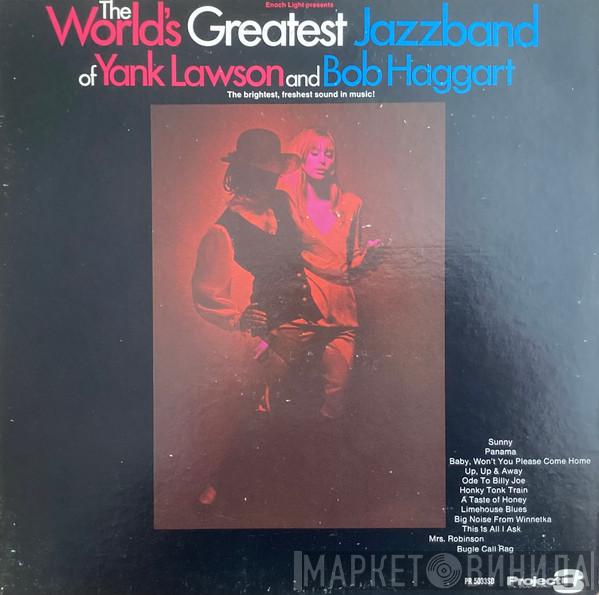 Enoch Light presents
The
World's Greatest Jazzband
of Yank Lawson and Bob Haggart
The brightest, freshest sound in music!
Sunny
Panama
Baby, Won't You Please Come Home
Up, Up & Away
Ode To Billy Joe
Honky Tonk Train
A Taste of Honey
Limehouse Blues
Big Noise From Winnetka
This Is All I Ask
Mrs. Robinson
Bugle Call Rag
МАРКЕТ ВИНИЛА
PR 5033SD Project 3